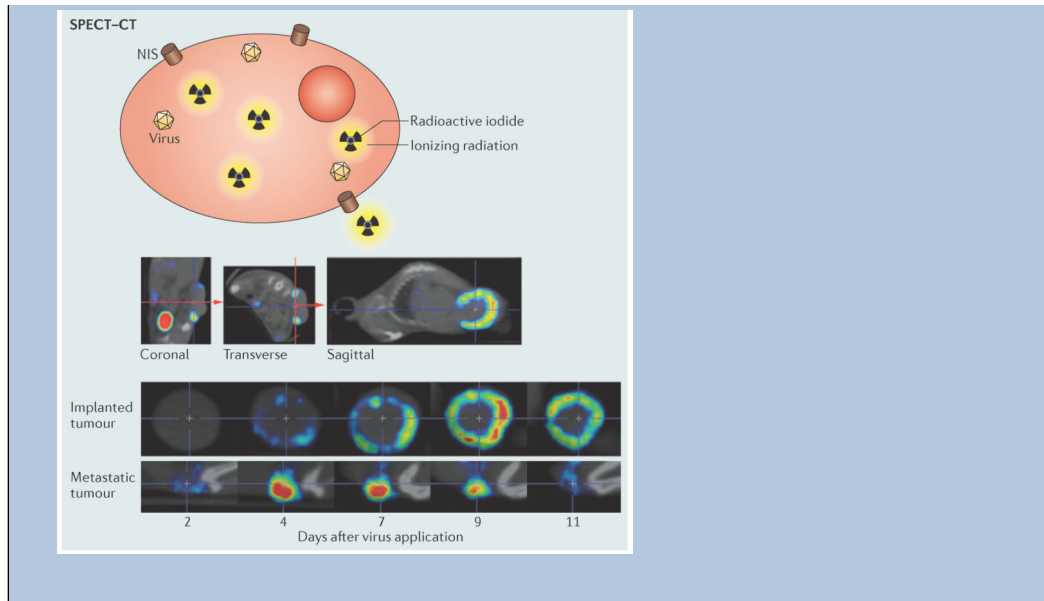 SPECT–CT
NIS
Virus
Radioactive iodide
Ionizing radiation
Coronal
Transverse
Sagittal
Implanted
tumour
Metastatic
tumour
2 4 7 9 11
Days after virus application